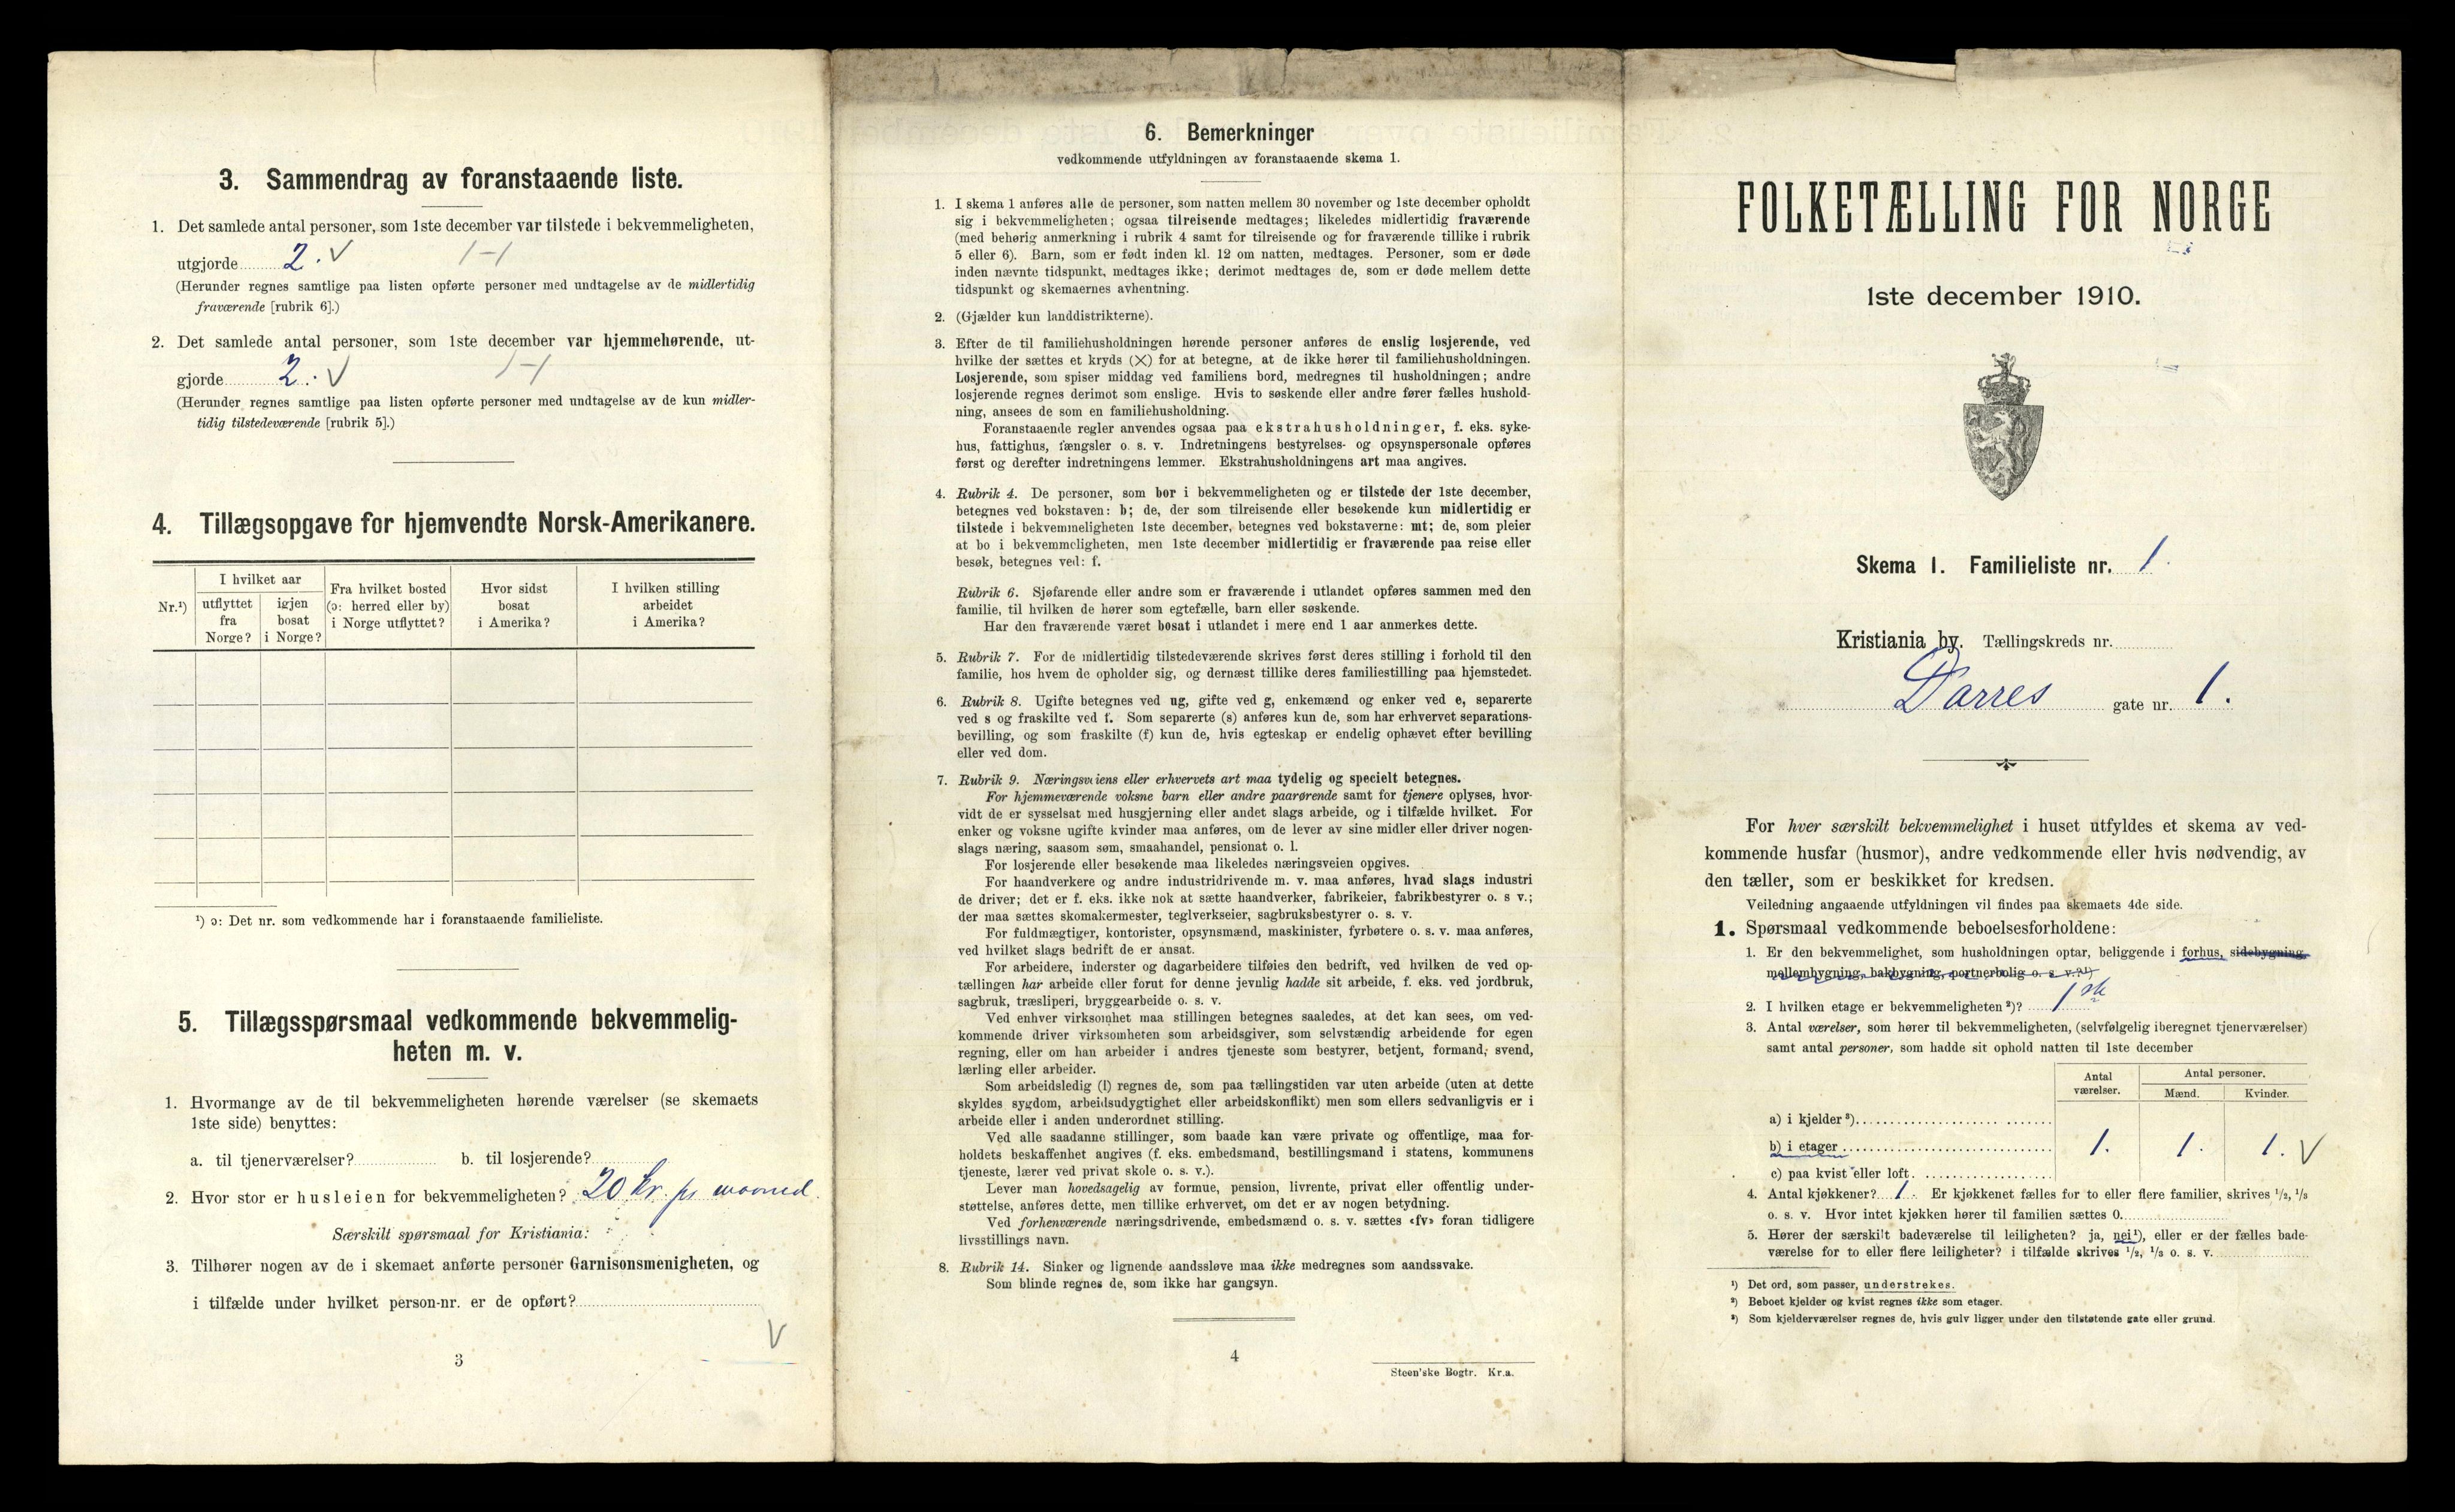 3. Sammendrag av foranstaaende liste.
1. Det samlede antal personer, som 1ste december var tilstede i bekvemmeligheten,
utgjorde 2. V 1-1
(Herunder regnes samtlige paa listen opførte personer med undtagelse av de midlertidig
fraværende [rubrik 6].)
2. Det samlede antal personer, som 1ste december var hjemmehørende, ut-
gjorde 2. V 1-1
(Herunder regnes samtlige paa listen opførte personer med undtagelse av de kun midler-
tidig tilstedeværende [rubrik 5].)
4. Tillægsopgave for hjemvendte Norsk-Amerikanere.
Nr.¹)
I hvilket aar
utflyttet
fra
Norge?
igjen
bosat
i Norge?
Fra hvilket bosted
(ɔ: herred eller by)
i Norge utflyttet?
Hvor sidst
bosat
i Amerika?
I hvilken stilling
arbeidet
i Amerika?
¹) ɔ: Det nr. som vedkommende har i foranstaaende familieliste.
5. Tillægsspørsmaal vedkommende bekvemmelig-
heten m. v.
1. Hvormange av de til bekvemmeligheten hørende værelser (se skemaets
1ste side) benyttes:
a. til tjenerværelser? b. til losjerende?
2. Hvor stor er husleien for bekvemmeligheten? 20 kr. pr maaned.
Særskilt spørsmaal for Kristiania:
3. Tilhører nogen av de i skemaet anførte personer Garnisonsmenigheten, og
i tilfælde under hvilket person-nr. er de opført?
V
3
6. Bemerkninger
vedkommende utfyldningen av foranstaaende skema 1.
1. I skema 1 anføres alle de personer, som natten mellem 30 november og 1ste december opholdt
sig i bekvemmeligheten; ogsaa tilreisende medtages; likeledes midlertidig fraværende
(med behørig anmerkning i rubrik 4 samt for tilreisende og for fraværende tillike i rubrik
5 eller 6). Barn, som er født inden kl. 12 om natten, medtages. Personer, som er døde
inden nævnte tidspunkt, medtages ikke; derimot medtages de, som er døde mellem dette
tidspunkt og skemaernes avhentning.
2. (Gjælder kun landdistrikterne).
3. Efter de til familiehusholdningen hørende personer anføres de enslig losjerende, ved
hvilke der sættes et kryds (✕) for at betegne, at de ikke hører til familiehusholdningen.
Losjerende, som spiser middag ved familiens bord, medregnes til husholdningen; andre
losjerende regnes derimot som enslige. Hvis to søskende eller andre fører fælles hushold-
ning, ansees de som en familiehusholdning.
Foranstaaende regler anvendes ogsaa paa ekstrahusholdninger, f. eks. syke-
hus, fattighus, fængsler o. s. v. Indretningens bestyrelses- og opsynspersonale opføres
først og derefter indretningens lemmer. Ekstrahusholdningens art maa angives.
4. Rubrik 4. De personer, som bor i bekvemmeligheten og er tilstede der 1ste december,
betegnes ved bokstaven: b; de, der som tilreisende eller besøkende kun midlertidig er
tilstede i bekvemmeligheten 1ste december, betegnes ved bokstaverne: mt; de, som pleier
at bo i bekvemmeligheten, men 1ste december midlertidig er fraværende paa reise eller
besøk, betegnes ved: f.
Rubrik 6. Sjøfarende eller andre som er fraværende i utlandet opføres sammen med den
familie, til hvilken de hører som egtefælle, barn eller søskende.
Har den fraværende været bosat i utlandet i mere end 1 aar anmerkes dette.
5. Rubrik 7. For de midlertidig tilstedeværende skrives først deres stilling i forhold til den
familie, hos hvem de opholder sig, og dernæst tillike deres familiestilling paa hjemstedet.
6. Rubrik 8. Ugifte betegnes ved ug, gifte ved g, enkemænd og enker ved e, separerte
ved s og fraskilte ved f. Som separerte (s) anføres kun de, som har erhvervet separations-
bevilling, og som fraskilte (f) kun de, hvis egteskap er endelig ophævet efter bevilling
eller ved dom.
7. Rubrik 9. Næringsveiens eller erhvervets art maa tydelig og specielt betegnes.
For hjemmeværende voksne barn eller andre paarørende samt for tjenere oplyses, hvor-
vidt de er sysselsat med husgjerning eller andet slags arbeide, og i tilfælde hvilket. For
enker og voksne ugifte kvinder maa anføres, om de lever av sine midler eller driver nogen-
slags næring, saasom søm, smaahandel, pensionat o. l.
For losjerende eller besøkende maa likeledes næringsveien opgives.
For haandverkere og andre industridrivende m. v. maa anføres, hvad slags industri
de driver; det er f. eks. ikke nok at sætte haandverker, fabrikeier, fabrikbestyrer o. s v.;
der maa sættes skomakermester, teglverkseier, sagbruksbestyrer o. s. v.
For fuldmægtiger, kontorister, opsynsmænd, maskinister, fyrbøtere o. s. v. maa anføres,
ved hvilket slags bedrift de er ansat.
For arbeidere, inderster og dagarbeidere tilføies den bedrift, ved hvilken de ved op-
tællingen har arbeide eller forut for denne jevnlig hadde sit arbeide, f. eks. ved jordbruk,
sagbruk, træsliperi, bryggearbeide o. s. v.
Ved enhver virksomhet maa stillingen betegnes saaledes, at det kan sees, om ved-
kommende driver virksomheten som arbeidsgiver, som selvstændig arbeidende for egen
regning, eller om han arbeider i andres tjeneste som bestyrer, betjent, formand, svend,
lærling eller arbeider.
Som arbeidsledig (l) regnes de, som paa tællingstiden var uten arbeide (uten at dette
skyldes sygdom, arbeidsudygtighet eller arbeidskonflikt) men som ellers sedvanligvis er i
arbeide eller i anden underordnet stilling.
Ved alle saadanne stillinger, som baade kan være private og offentlige, maa for-
holdets beskaffenhet angives (f. eks. embedsmand, bestillingsmand i statens, kommunens
tjeneste, lærer ved privat skole o. s. v.).
Lever man hovedsagelig av formue, pension, livrente, privat eller offentlig under-
støttelse, anføres dette, men tillike erhvervet, om det er av nogen betydning.
Ved forhenværende næringsdrivende, embedsmænd o. s. v. sættes «fv» foran tidligere
livsstillings navn.
8. Rubrik 14. Sinker og lignende aandssløve maa ikke medregnes som aandssvake.
Som blinde regnes de, som ikke har gangsyn.
4
Steen'ske Bogtr. Kr.a.
FOLKETÆLLING FOR NORGE
1ste december 1910.
Skema 1. Familieliste nr. 1.
Kristiania by. Tællingskreds nr.
Darres gate nr. 1.
For hver særskilt bekvemmelighet i huset utfyldes et skema av ved-
kommende husfar (husmor), andre vedkommende eller hvis nødvendig, av
den tæller, som er beskikket for kredsen.
Veiledning angaaende utfyldningen vil findes paa skemaets 4de side.
1. Spørsmaal vedkommende beboelsesforholdene:
1. Er den bekvemmelighet, som husholdningen optar, beliggende i forhus, sidebygning,
mellembygning, bakbygning, portnerbolig o. s. v.?¹)
2. I hvilken etage er bekvemmeligheten²)? 1ste
3. Antal værelser, som hører til bekvemmeligheten, (selvfølgelig iberegnet tjenerværelser)
samt antal personer, som hadde sit ophold natten til 1ste december
Antal
værelser.
Antal personer.
Mænd. Kvinder.
a) i kjelder³)
b) i etager 1. 1. 1. V
c) paa kvist eller loft
4. Antal kjøkkener? 1. Er kjøkkenet fælles for to eller flere familier, skrives ¹/₂, ¹/₃
o. s. v. Hvor intet kjøkken hører til familien sættes 0.
5. Hører der særskilt badeværelse til leiligheten? ja, nei¹), eller er der fælles bade-
værelse for to eller flere leiligheter? i tilfælde skrives ¹/₂, ¹/₃ o. s. v.
¹) Det ord, som passer, understrekes.
²) Beboet kjelder og kvist regnes ikke som etager.
³) Som kjelderværelser regnes de, hvis gulv ligger under den tilstøtende gate eller grund.